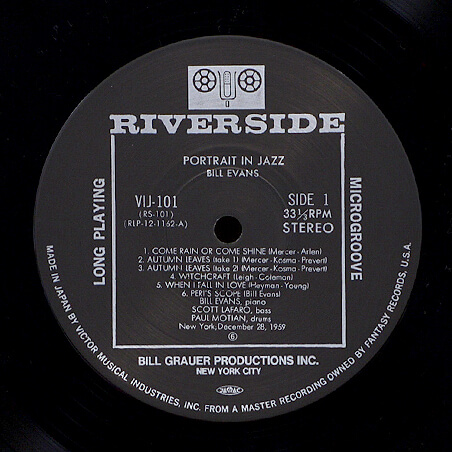 RIVERSIDE
PORTRAIT IN JAZZ
BILL EVANS
VIJ-101
(RS-101)
(RLP-12-1162-A)
SIDE 1
33⅓RPM
STEREO
1. COME RAIN OR COME SHINE (Mercer-Arlen)
2. AUTUMN LEAVES (take 1) (Mercer-Kosma-Prevert)
3. AUTUMN LEAVES (take 2) (Mercer-Kosma-Prevert)
4. WITCHCRAFT (Leigh-Coleman)
5. WHEN I FALL IN LOVE (Heyman-Young)
6. PERI'S SCOPE (Bill Evans)
BILL EVANS, piano
SCOTT LAFARO, bass
PAUL MOTIAN, drums
New York, December 28, 1959
6
LONG PLAYING
MICROGROOVE
BILL GRAUER PRODUCTIONS INC.
NEW YORK CITY
MADE IN JAPAN BY VICTOR MUSICAL INDUSTRIES, INC. FROM A MASTER RECORDING OWNED BY FANTASY RECORDS, U.S.A.